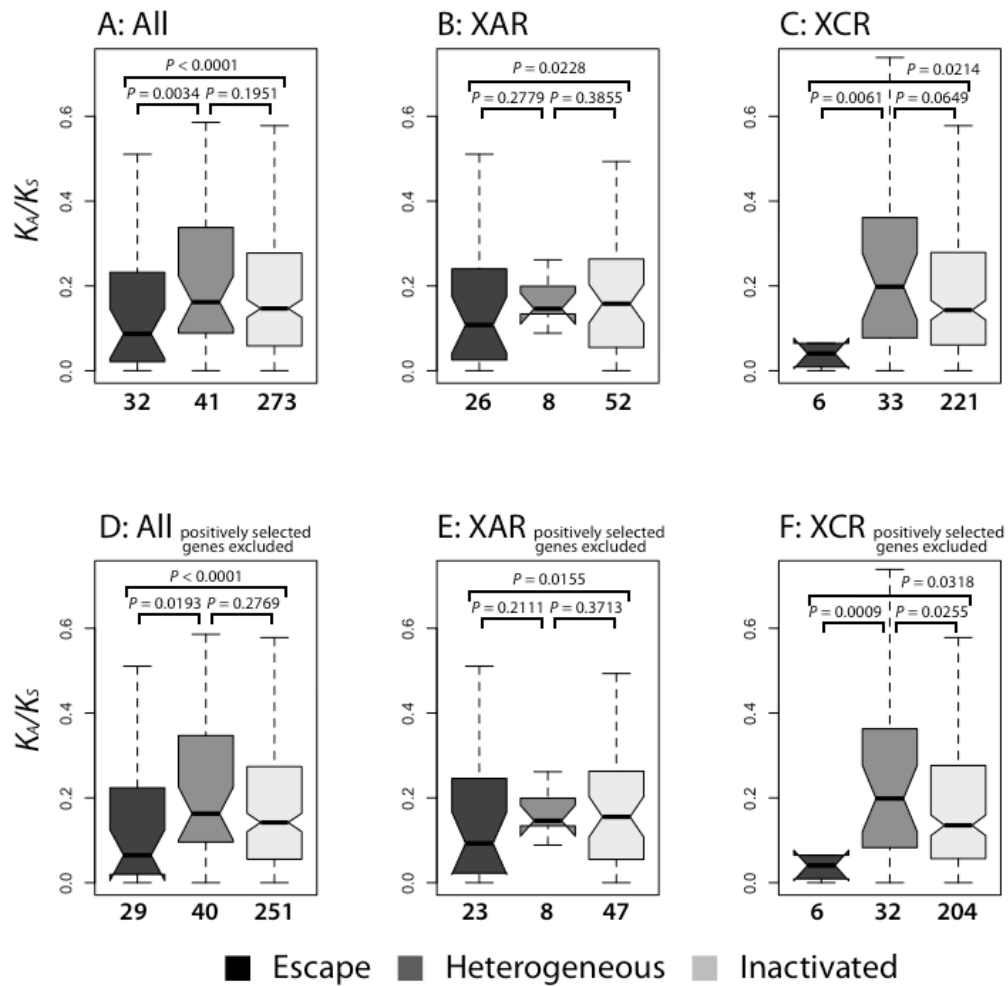 A: All
P < 0.0001
P = 0.0034 P = 0.1951
KA/KS
0.6
0.4
0.2
0.0
32 41 273
B: XAR
P = 0.0228
P = 0.2779 P = 0.3855
0.6
0.4
0.2
0.0
26 8 52
C: XCR
P = 0.0214
P = 0.0061 P = 0.0649
0.6
0.4
0.2
0.0
6 33 221
D: All positively selected
genes excluded
P < 0.0001
P = 0.0193 P = 0.2769
KA/KS
0.6
0.4
0.2
0.0
29 40 251
E: XAR positively selected
genes excluded
P = 0.0155
P = 0.2111 P = 0.3713
0.6
0.4
0.2
0.0
23 8 47
F: XCR positively selected
genes excluded
P = 0.0318
P = 0.0009 P = 0.0255
0.6
0.4
0.2
0.0
6 32 204
Escape Heterogeneous Inactivated